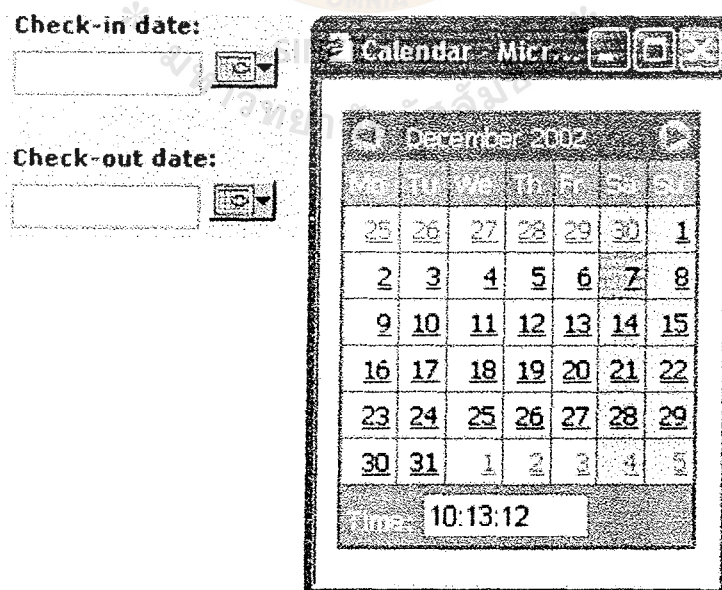 Check-in date:
Check-out date:
Calendar - Micr...
December 2002
Mo Tu We Th Fr Sa Su
25 26 27 28 29 30 1
2 3 4 5 6 7 8
9 10 11 12 13 14 15
16 17 18 19 20 21 22
23 24 25 26 27 28 29
30 31 1 2 3 4 5
Time: 10:13:12